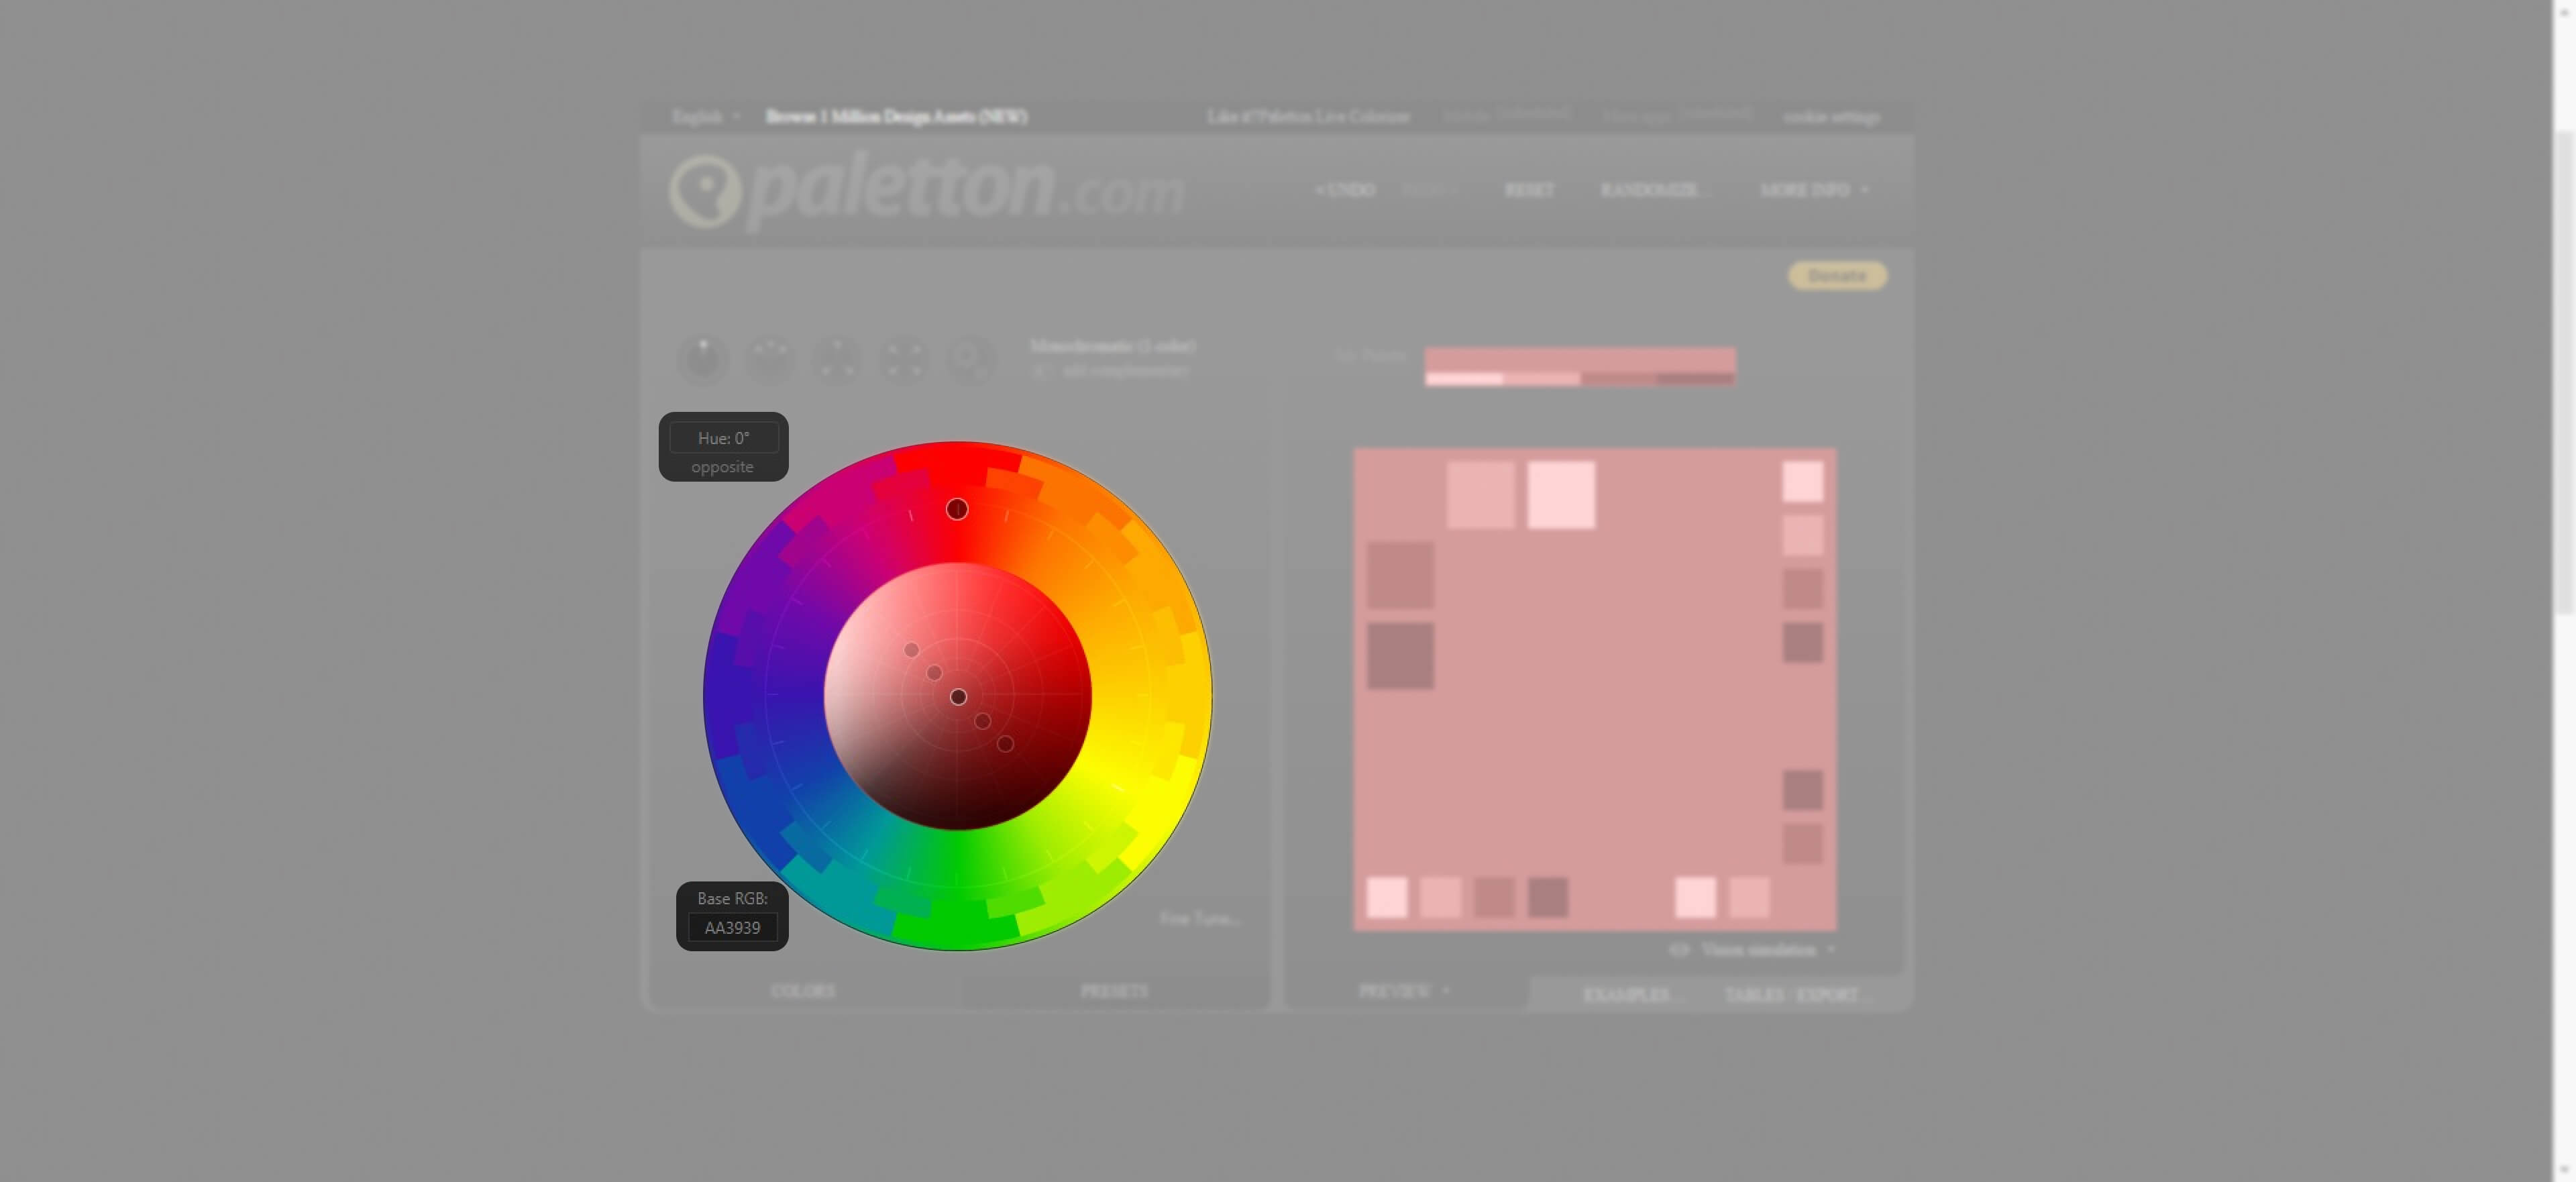 English
Browse 1 Million Design Assets (NEW)
Like it? Paletton Live Colorizer
cookie settings
paletton.com
< UNDO
RESET
RANDOMIZE...
MORE INFO
Donate
Monochromatic (1-color)
add complementary
Hue: 0°
opposite
Base RGB:
AA3939
Fine Tune...
Vision simulation
COLORS
PRESETS
PREVIEW
EXAMPLES...
TABLES / EXPORT...